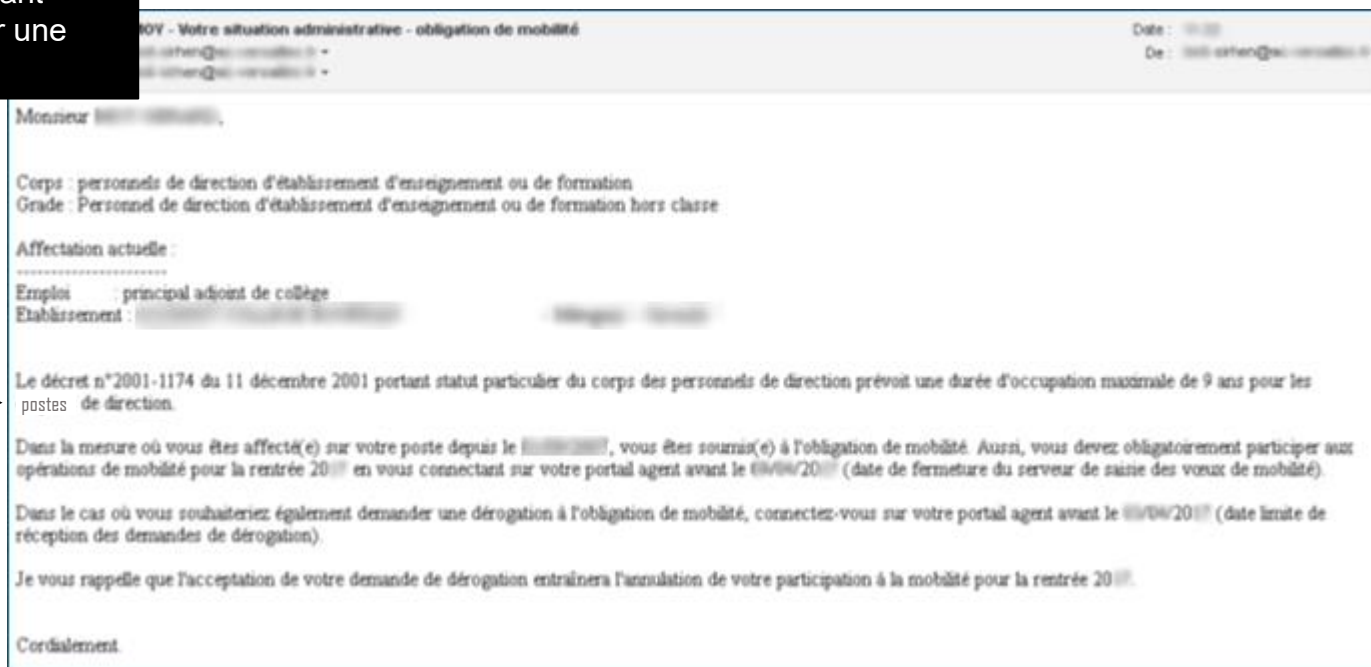 r une
MOY - Votre situation administrative - obligation de mobilité
Date :
De :
Monsieur
Corps : personnels de direction d'établissement d'enseignement ou de formation
Grade : Personnel de direction d'établissement d'enseignement ou de formation hors classe
Affectation actuelle :
------------------------
Emploi : principal adjoint de collège
Etablissement :
Le décret n°2001-1174 du 11 décembre 2001 portant statut particulier du corps des personnels de direction prévoit une durée d'occupation maximale de 9 ans pour les
postes de direction.
Dans la mesure où vous êtes affecté(e) sur votre poste depuis le , vous êtes soumis(e) à l'obligation de mobilité. Aussi, vous devez obligatoirement participer aux
opérations de mobilité pour la rentrée 20 en vous connectant sur votre portail agent avant le /20 (date de fermeture du serveur de saisie des vœux de mobilité).
Dans le cas où vous souhaiteriez également demander une dérogation à l'obligation de mobilité, connectez-vous sur votre portail agent avant le /20 (date limite de
réception des demandes de dérogation).
Je vous rappelle que l'acceptation de votre demande de dérogation entraînera l'annulation de votre participation à la mobilité pour la rentrée 20 .
Cordialement.